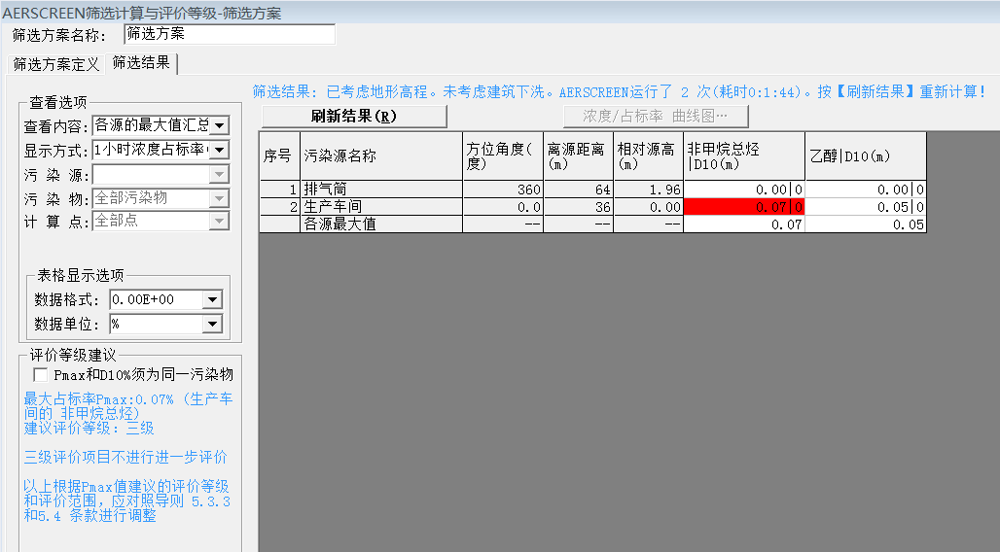 AERSCREEN筛选计算与评价等级-筛选方案
筛选方案名称: 筛选方案
筛选方案定义 筛选结果
筛选结果: 已考虑地形高程。未考虑建筑下洗。AERSCREEN运行了 2 次(耗时0:1:44)。按【刷新结果】重新计算!
刷新结果(R) 浓度/占标率 曲线图…
查看选项
查看内容: 各源的最大值汇总
显示方式: 1小时浓度占标率
污 染 源:
污 染 物: 全部污染物
计 算 点: 全部点
表格显示选项
数据格式: 0.00E+00
数据单位: %
评价等级建议
Pmax和D10%须为同一污染物
最大占标率Pmax:0.07% (生产车
间的 非甲烷总烃)
建议评价等级: 三级
三级评价项目不进行进一步评价
以上根据Pmax值建议的评价等级
和评价范围, 应对照导则 5.3.3
和5.4 条款进行调整
序号 污染源名称 方位角度(度) 离源距离(m) 相对源高(m) 非甲烷总烃|D10(m) 乙醇|D10(m)
1 排气筒 360 64 1.96 0.00|0 0.00|0
2 生产车间 0.0 36 0.00 0.07|0 0.05|0
各源最大值 -- -- -- 0.07 0.05